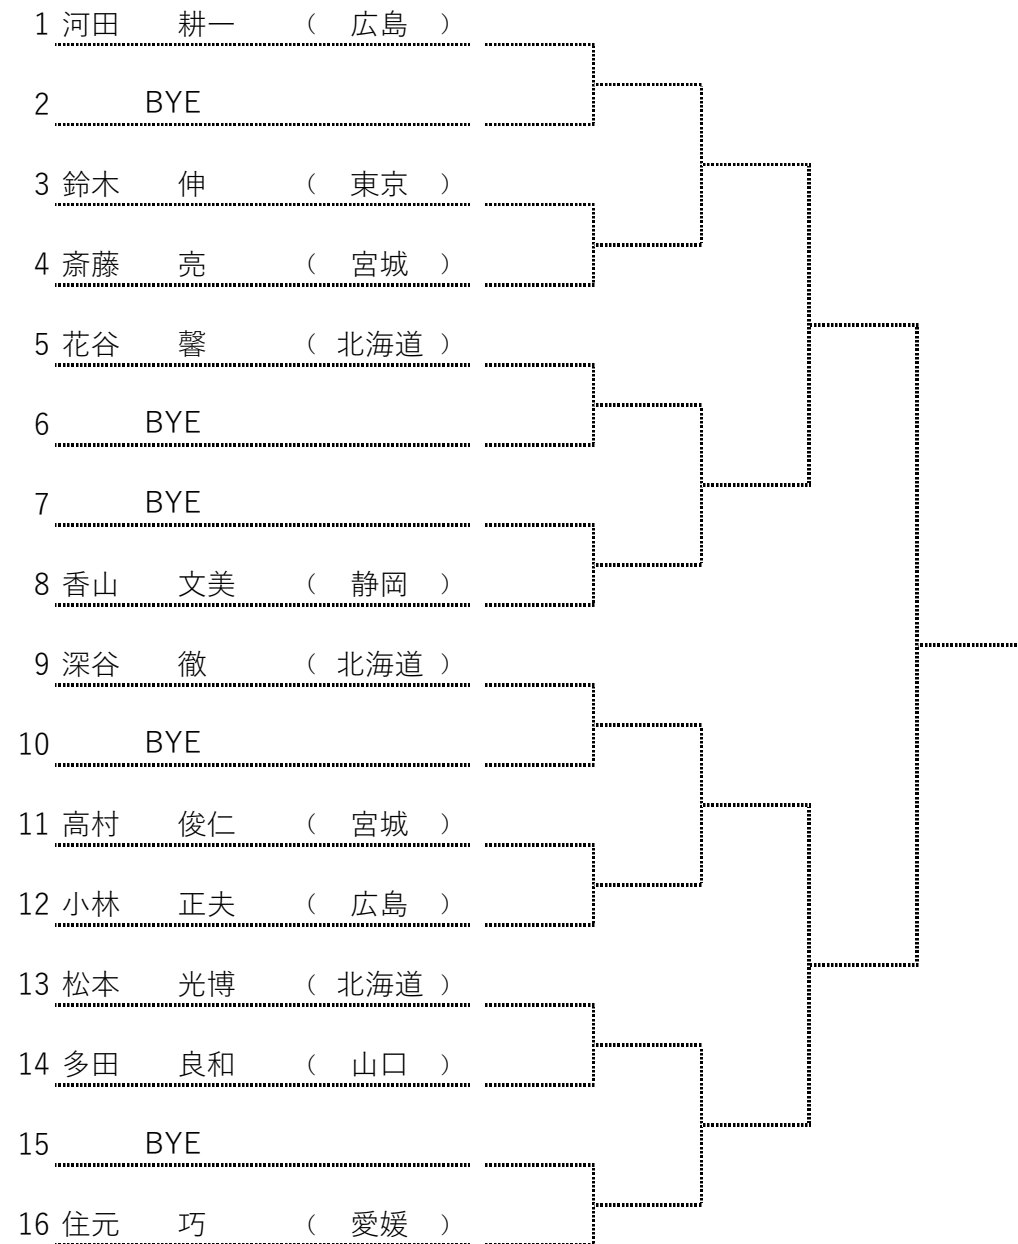 1 河田 耕一 （ 広島 ）
2 BYE
3 鈴木 伸 （ 東京 ）
4 斎藤 亮 （ 宮城 ）
5 花谷 馨 （ 北海道 ）
6 BYE
7 BYE
8 香山 文美 （ 静岡 ）
9 深谷 徹 （ 北海道 ）
10 BYE
11 高村 俊仁 （ 宮城 ）
12 小林 正夫 （ 広島 ）
13 松本 光博 （ 北海道 ）
14 多田 良和 （ 山口 ）
15 BYE
16 住元 巧 （ 愛媛 ）